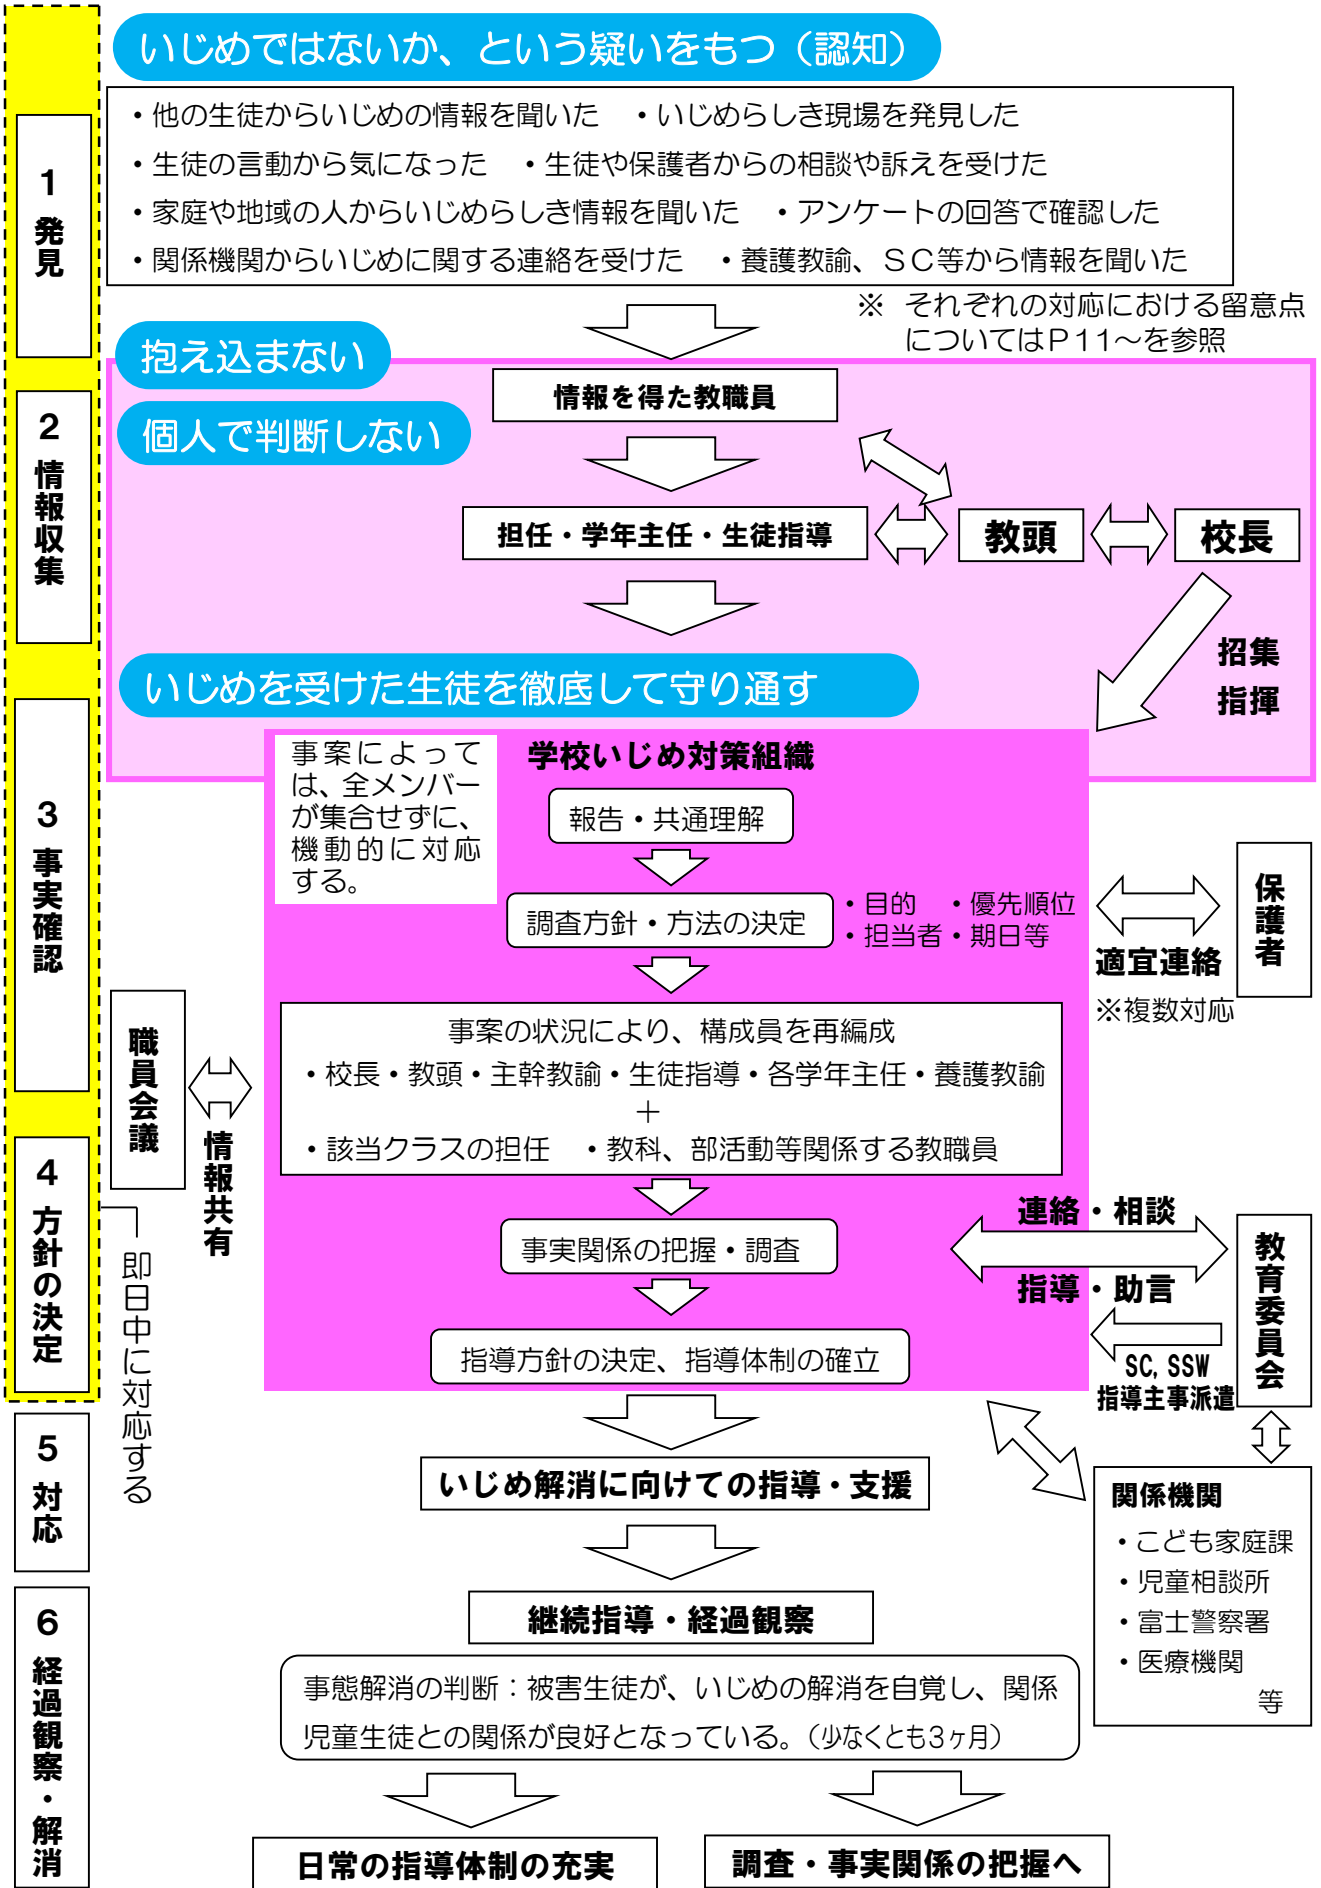 いじめではないか、という疑いをもつ（認知）
・他の生徒からいじめの情報を聞いた　・いじめらしき現場を発見した
・生徒の言動から気になった　・生徒や保護者からの相談や訴えを受けた
・家庭や地域の人からいじめらしき情報を聞いた　・アンケートの回答で確認した
・関係機関からいじめに関する連絡を受けた　・養護教諭、ＳＣ等から情報を聞いた
1 発見
※　それぞれの対応における留意点
についてはＰ11～を参照
抱え込まない
個人で判断しない
2 情報収集
情報を得た教職員
担任・学年主任・生徒指導
教頭
校長
招集
指揮
いじめを受けた生徒を徹底して守り通す
3 事実確認
学校いじめ対策組織
事案によって
は、全メンバー
が集合せずに、
機動的に対応
する。
報告・共通理解
調査方針・方法の決定
・目的　・優先順位
・担当者・期日等
保護者
適宜連絡
※複数対応
職員会議
情報共有
事案の状況により、構成員を再編成
・校長・教頭・主幹教諭・生徒指導・各学年主任・養護教諭
＋
・該当クラスの担任　・教科、部活動等関係する教職員
4 方針の決定
即日中に対応する
事実関係の把握・調査
連絡・相談
指導・助言
教育委員会
SC, SSW
指導主事派遣
指導方針の決定、指導体制の確立
5 対応
いじめ解消に向けての指導・支援
関係機関
・こども家庭課
・児童相談所
・富士警察署
・医療機関
等
6 経過観察・解消
継続指導・経過観察
事態解消の判断：被害生徒が、いじめの解消を自覚し、関係
児童生徒との関係が良好となっている。（少なくとも3ヶ月）
日常の指導体制の充実
調査・事実関係の把握へ